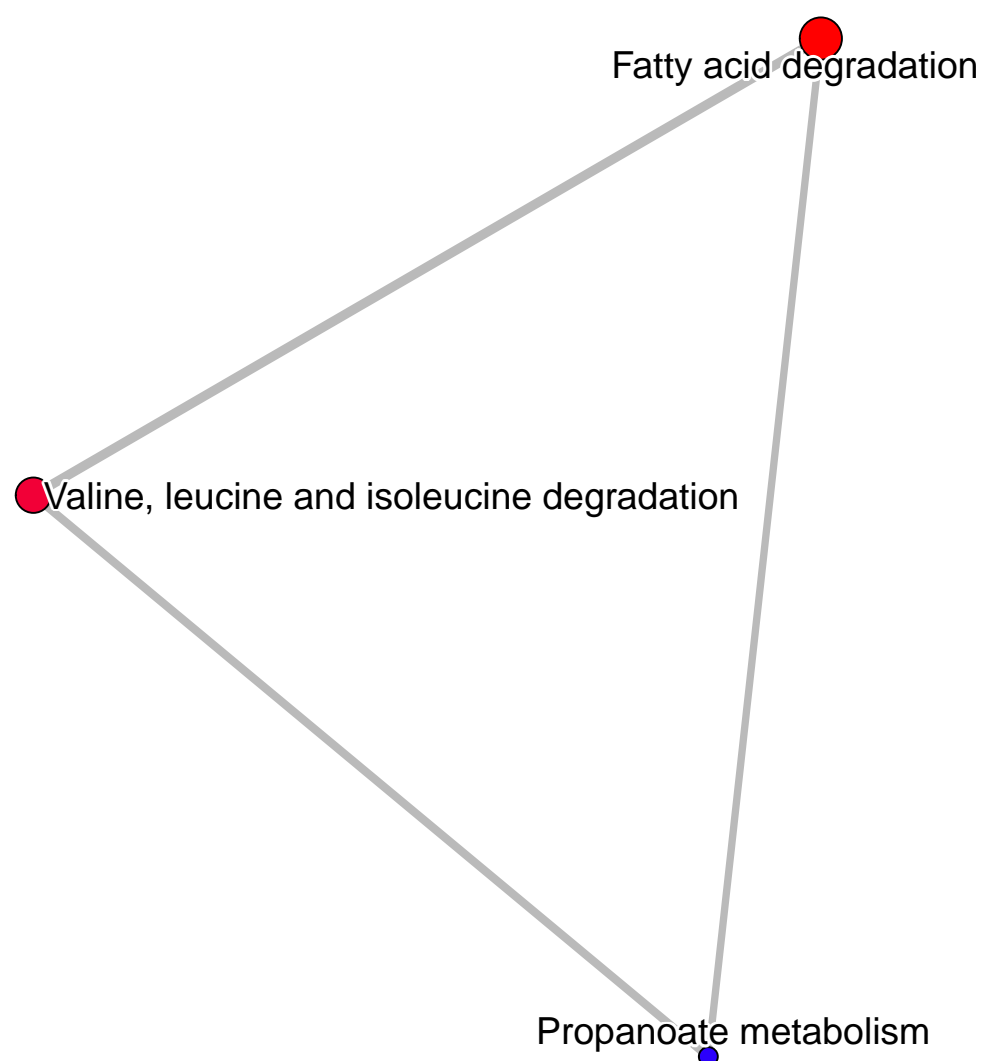 Fatty acid degradation
Valine, leucine and isoleucine degradation
Propanoate metabolism